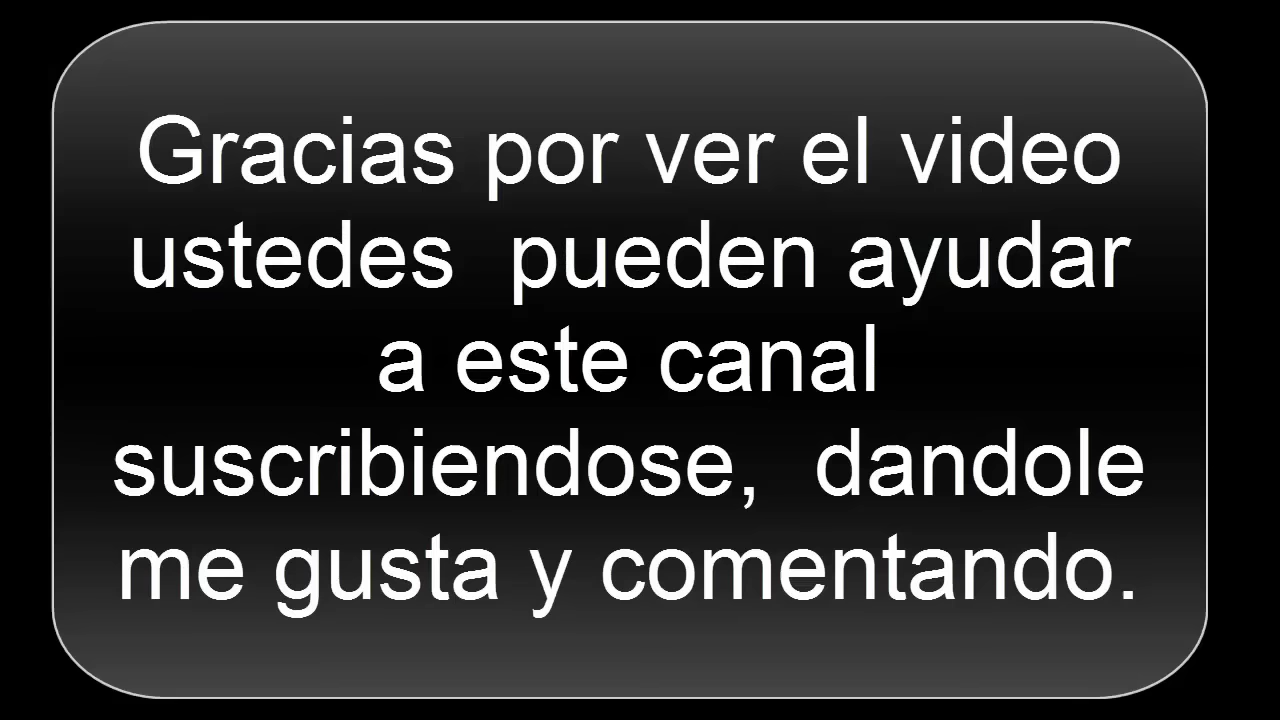 Gracias por ver el video
ustedes  pueden ayudar
a este canal
suscribiendose,  dandole
me gusta y comentando.